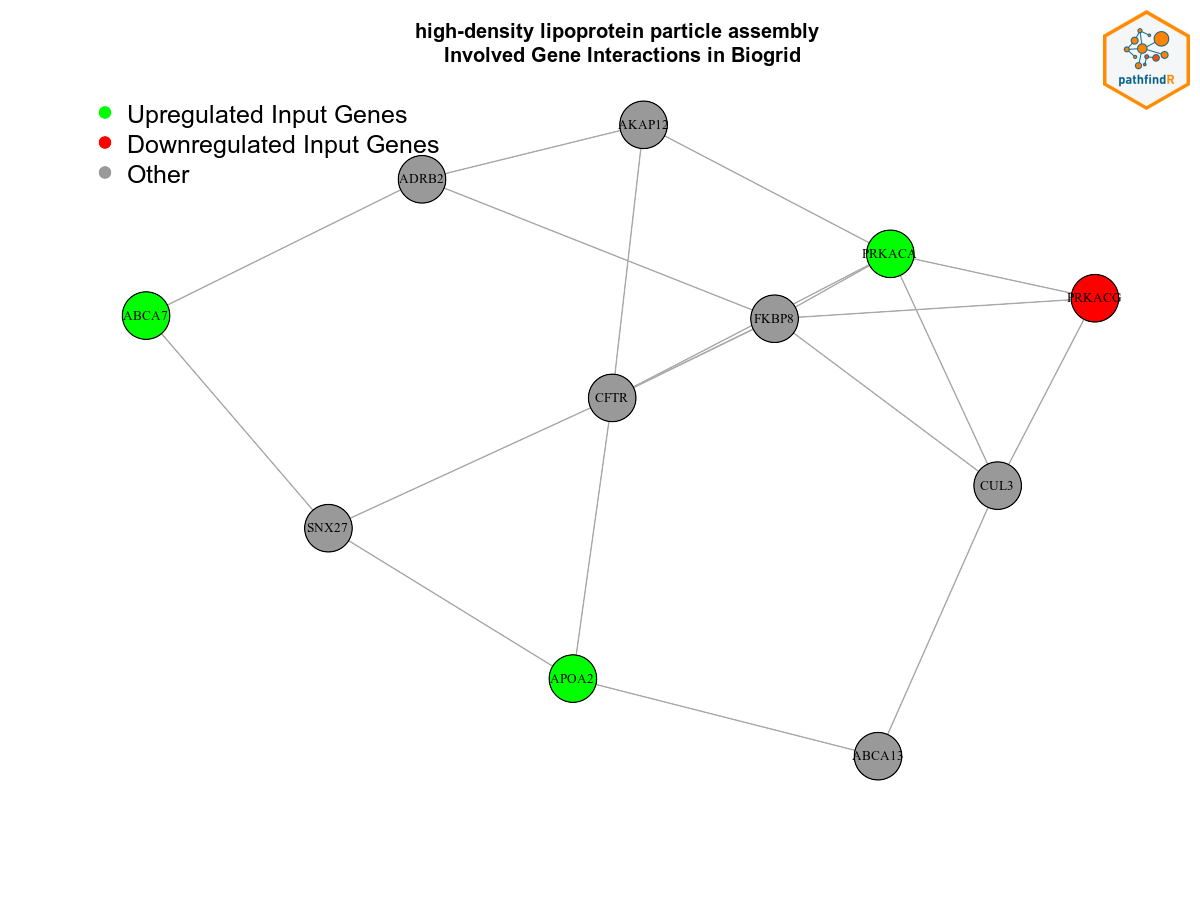 high-density lipoprotein particle assembly
Involved Gene Interactions in Biogrid
pathfindR
Upregulated Input Genes
Downregulated Input Genes
Other
AKAP12
ADRB2
PRKACA
PRKACG
ABCA7
FKBP8
CFTR
CUL3
SNX27
APOA2
ABCA13